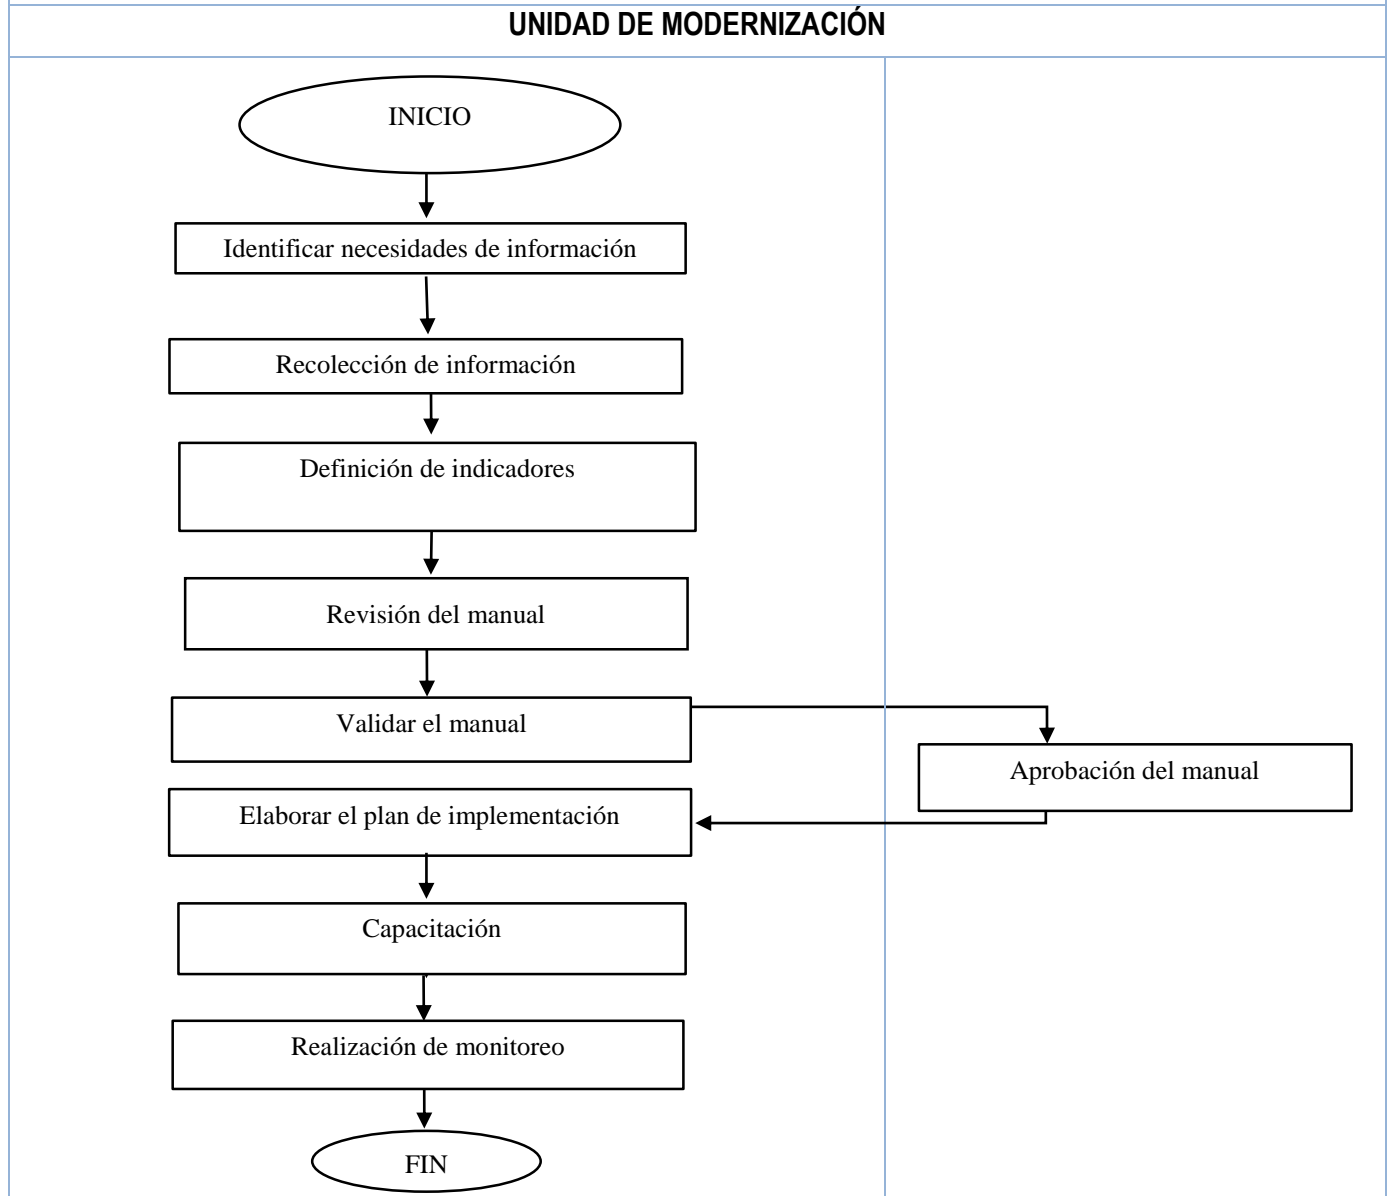 UNIDAD DE MODERNIZACIÓN
INICIO
Identificar necesidades de información
Recolección de información
Definición de indicadores
Revisión del manual
Validar el manual
Aprobación del manual
Elaborar el plan de implementación
Capacitación
Realización de monitoreo
FIN